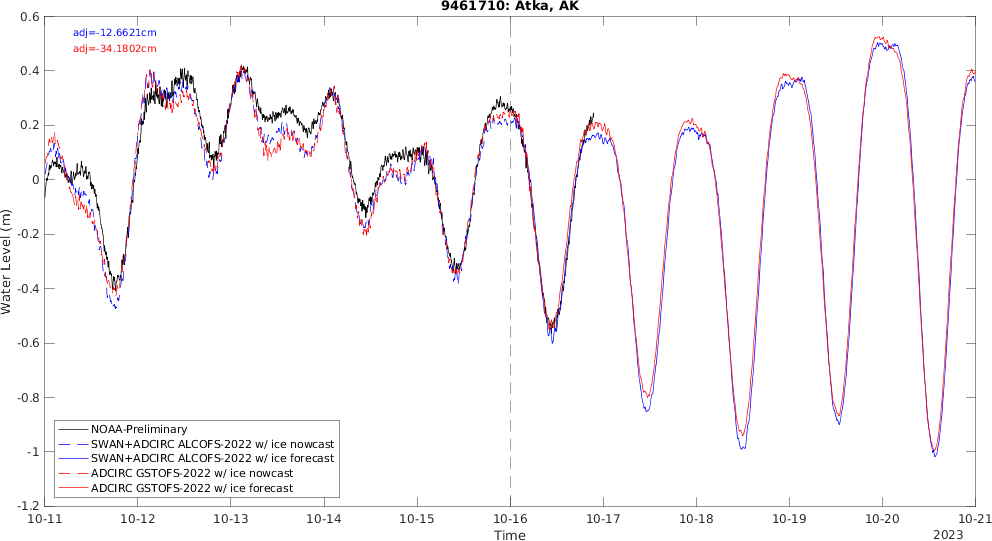 9461710: Atka, AK
adj=-12.6621cm
adj=-34.1802cm
Water Level (m)
0.6
0.4
0.2
0
-0.2
-0.4
-0.6
-0.8
-1
-1.2
NOAA-Preliminary
SWAN+ADCIRC ALCOFS-2022 w/ ice nowcast
SWAN+ADCIRC ALCOFS-2022 w/ ice forecast
ADCIRC GSTOFS-2022 w/ ice nowcast
ADCIRC GSTOFS-2022 w/ ice forecast
10-11 10-12 10-13 10-14 10-15 10-16 10-17 10-18 10-19 10-20 10-21
Time
2023